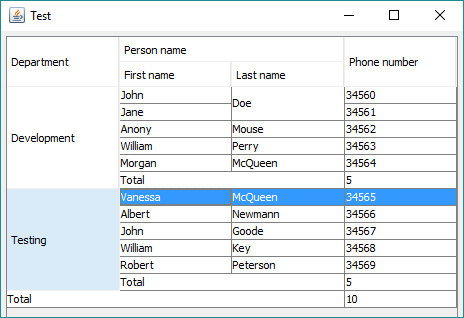 Test
Department Person name Phone number
First name Last name
Development John Doe 34560
Jane 34561
Anony Mouse 34562
William Perry 34563
Morgan McQueen 34564
Total 5
Testing Vanessa McQueen 34565
Albert Newmann 34566
John Goode 34567
William Key 34568
Robert Peterson 34569
Total 5
Total 10